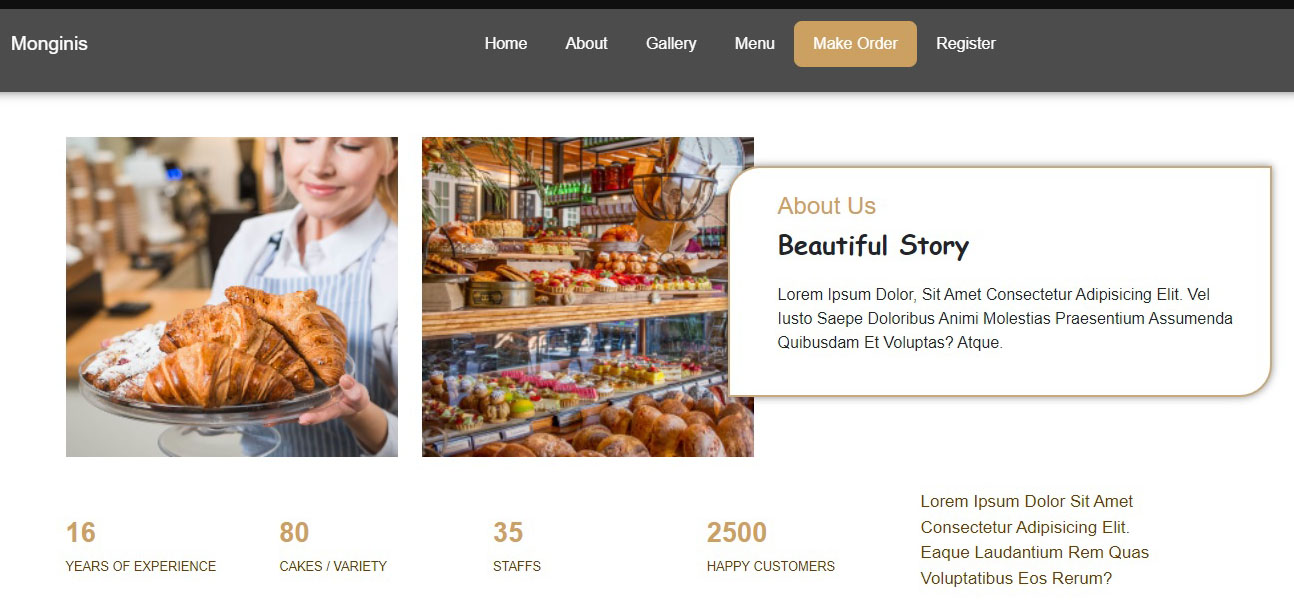 Monginis
Home About Gallery Menu Make Order Register
About Us
Beautiful Story
Lorem Ipsum Dolor, Sit Amet Consectetur Adipisicing Elit. Vel
Iusto Saepe Doloribus Animi Molestias Praesentium Assumenda
Quibusdam Et Voluptas? Atque.
16
YEARS OF EXPERIENCE
80
CAKES / VARIETY
35
STAFFS
2500
HAPPY CUSTOMERS
Lorem Ipsum Dolor Sit Amet
Consectetur Adipisicing Elit.
Eaque Laudantium Rem Quas
Voluptatibus Eos Rerum?